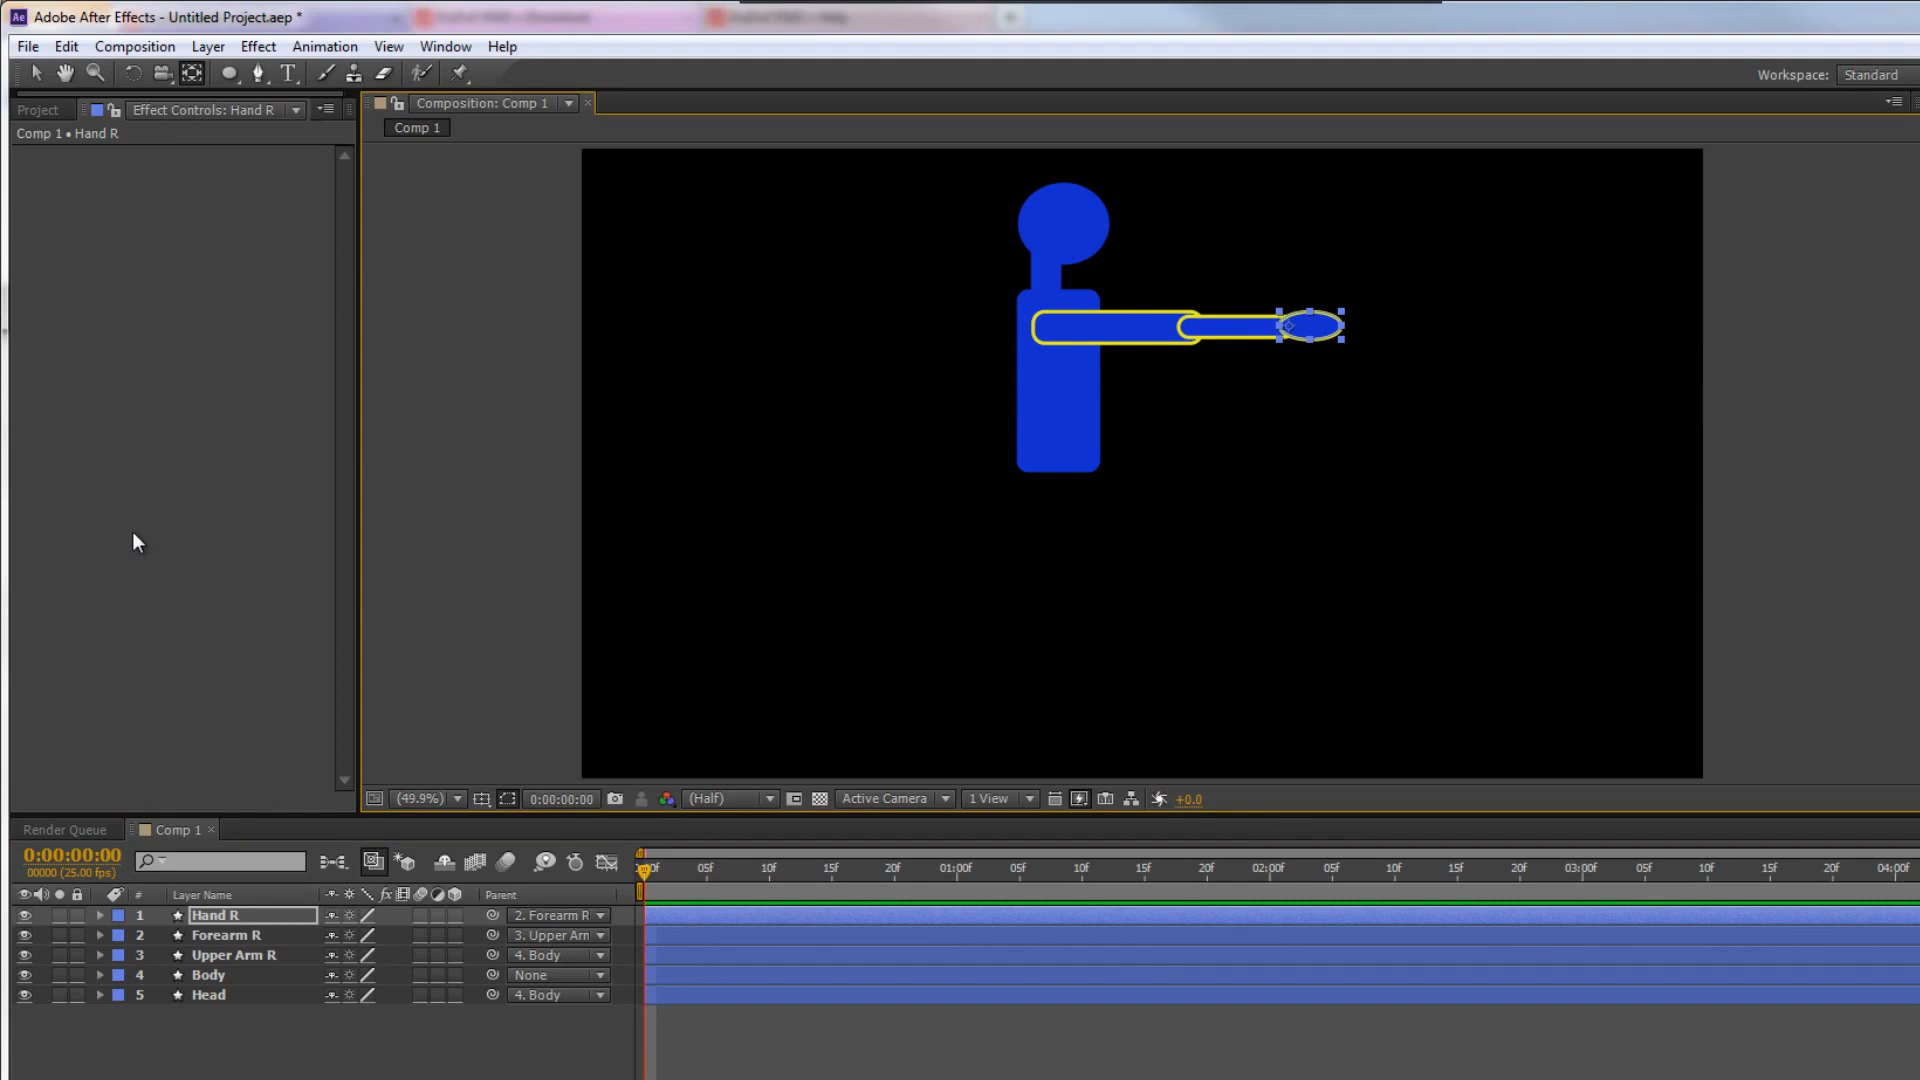 Adobe After Effects - Untitled Project.aep *
File Edit Composition Layer Effect Animation View Window Help
Workspace: Standard
Project Effect Controls: Hand R Composition: Comp 1
Comp 1 • Hand R
Comp 1
(49.9%) 0:00:00:00 (Half) Active Camera 1 View +0.0
Render Queue Comp 1
0:00:00:00
00000 (25.00 fps)
05f 10f 15f 20f 01:00f 05f 10f 15f 20f 02:00f 05f 10f 15f 20f 03:00f 05f 10f 15f 20f 04:00f
# Layer Name fx Parent
1 Hand R 2. Forearm R
2 Forearm R 3. Upper Arm
3 Upper Arm R 4. Body
4 Body None
5 Head 4. Body